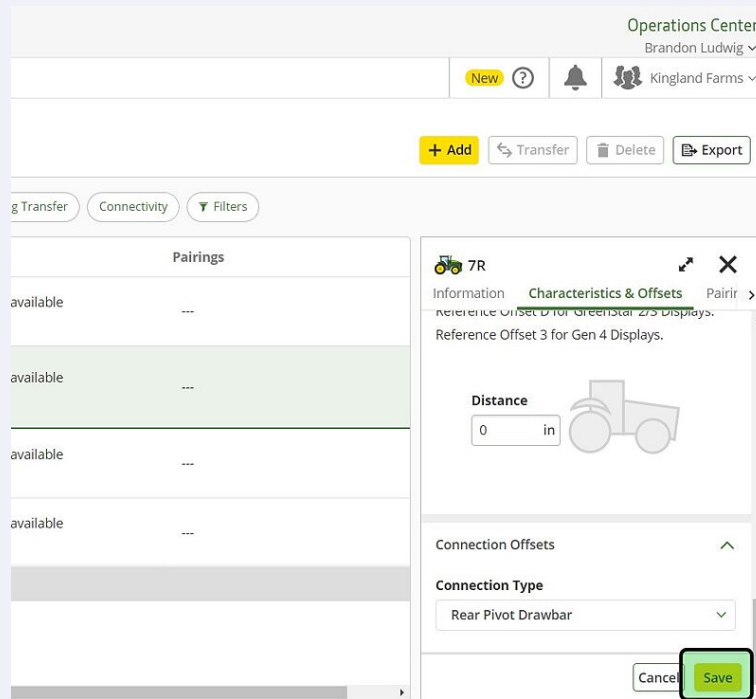 Operations Center
Brandon Ludwig
New
Kingland Farms
+ Add
Transfer
Delete
Export
g Transfer
Connectivity
Filters
Pairings
7R
Information
Characteristics & Offsets
Pairin
available
---
Reference Offset D for GreenStar 2/3 Displays.
Reference Offset 3 for Gen 4 Displays.
available
---
Distance
0 in
available
---
available
---
Connection Offsets
Connection Type
Rear Pivot Drawbar
Cancel
Save